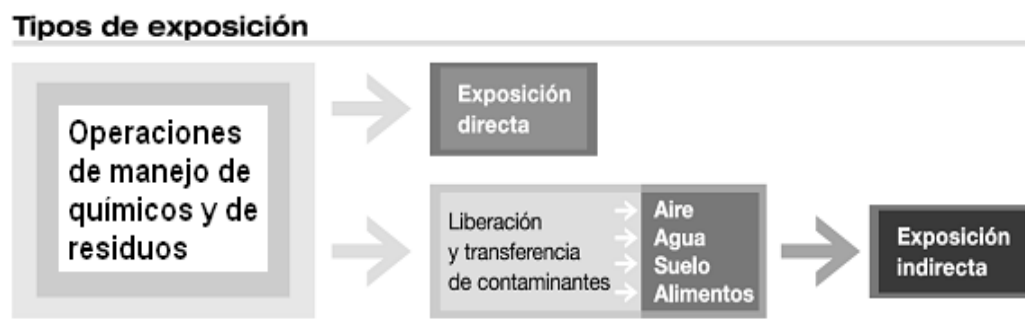 Tipos de exposición
Operaciones
de manejo de
químicos y de
residuos
Exposición
directa
Liberación
y transferencia
de contaminantes
Aire
Agua
Suelo
Alimentos
Exposición
indirecta